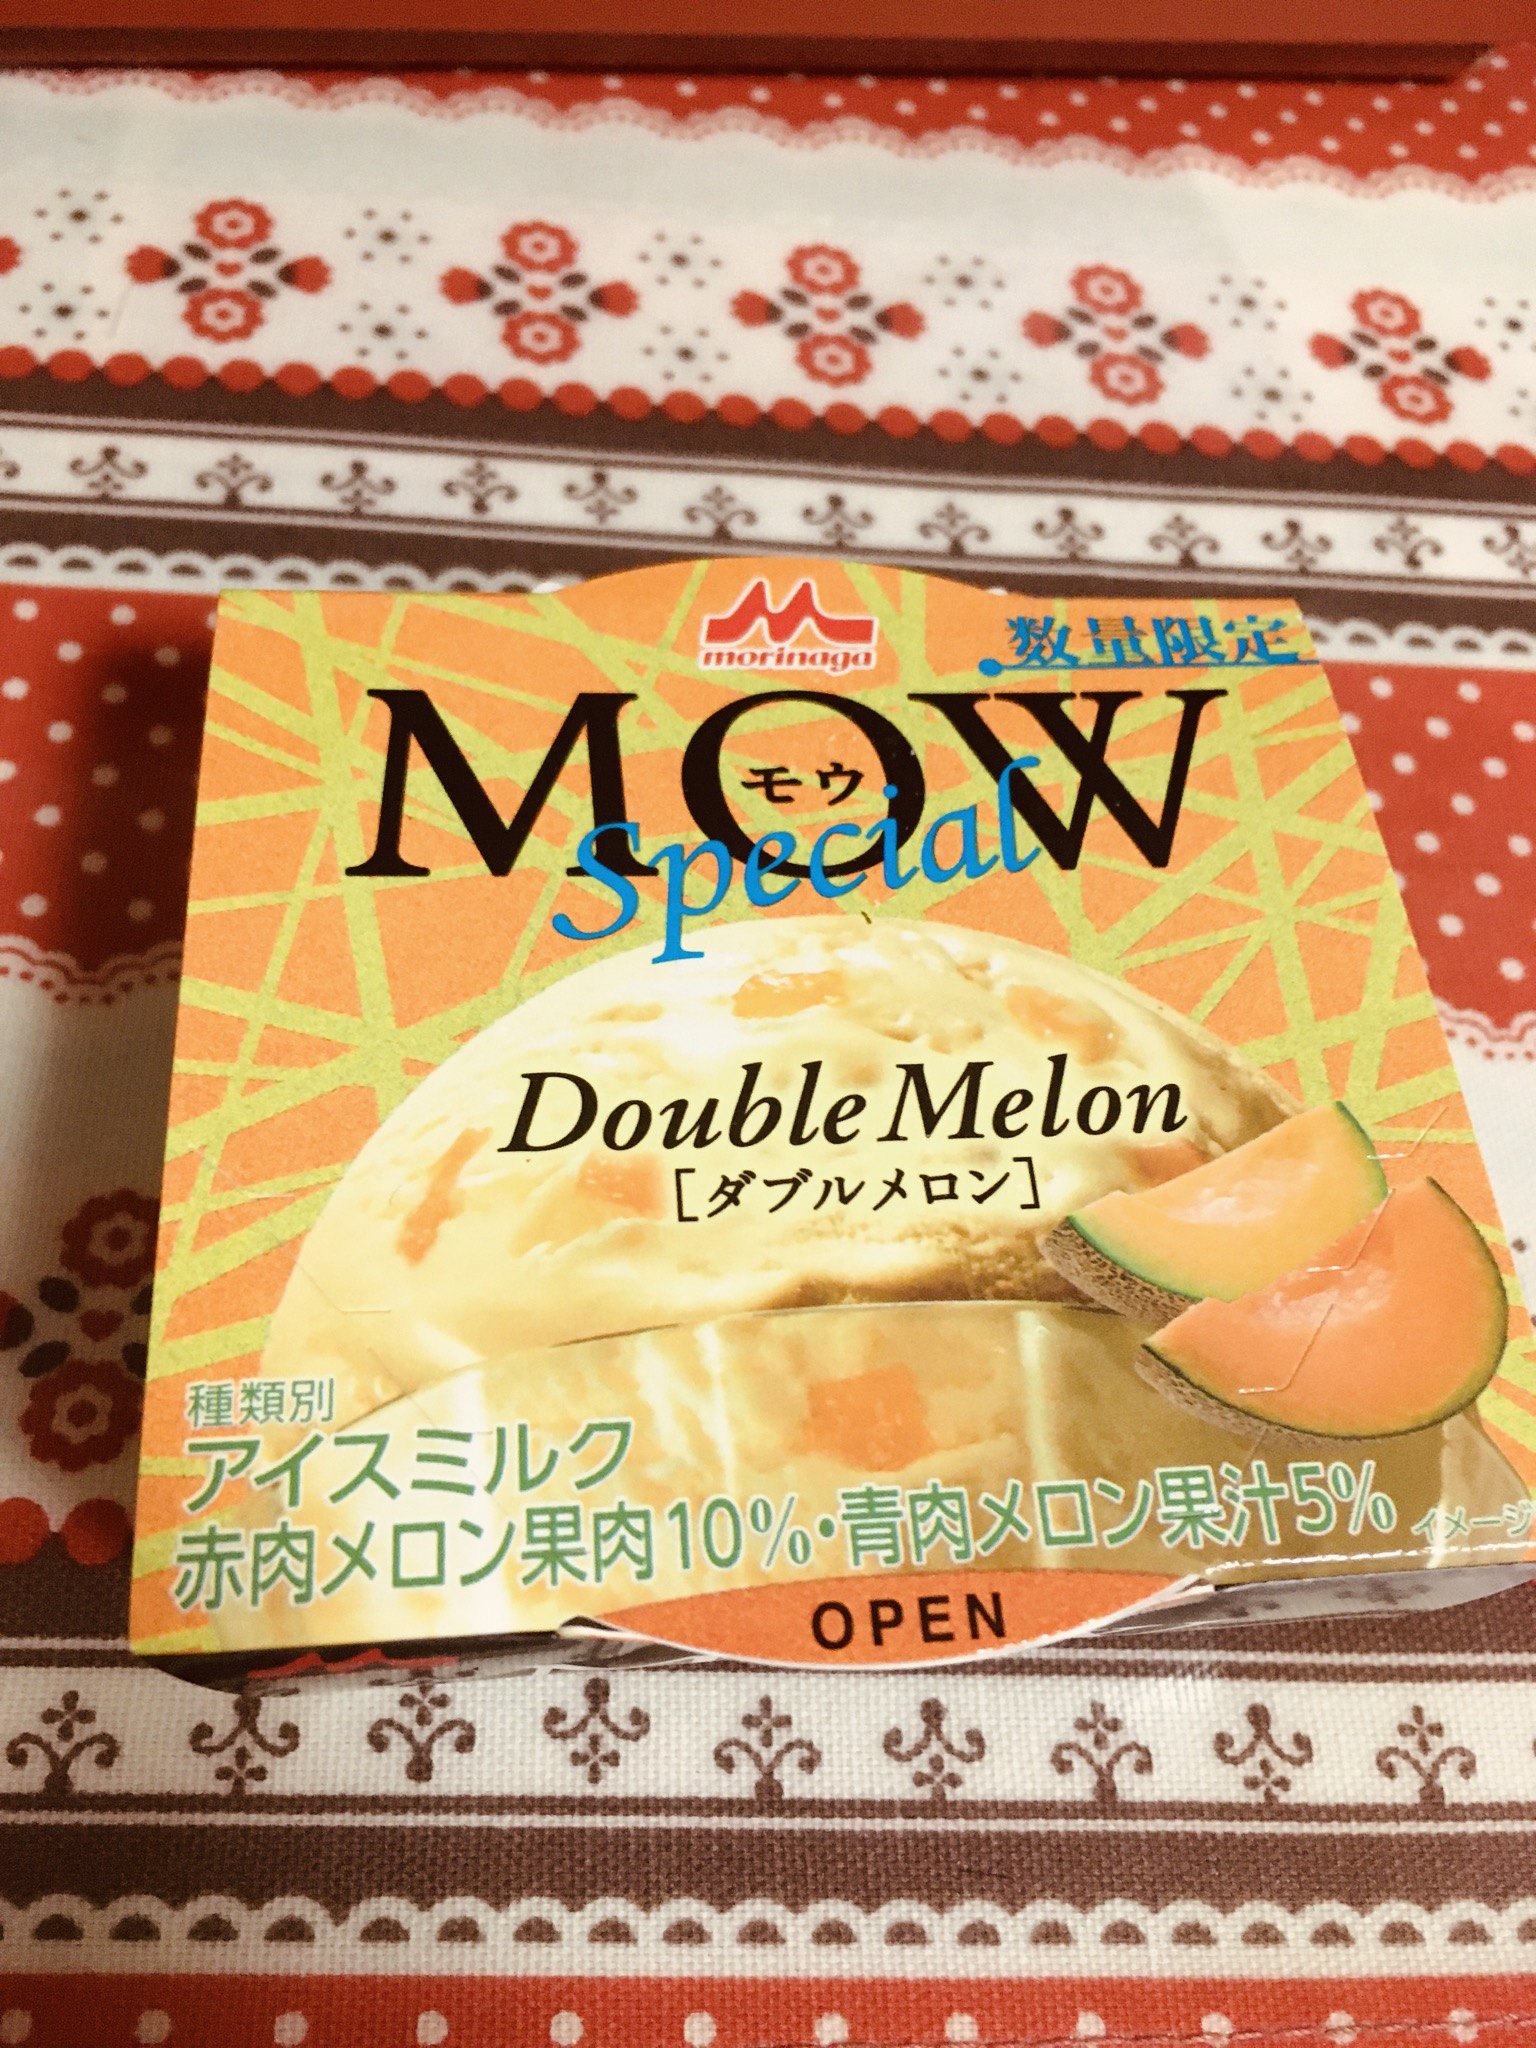 morinaga
数量限定
MOW
モウ
Special
Double Melon
[ダブルメロン]
種類別
アイスミルク
赤肉メロン果肉10%・青肉メロン果汁5%
イメージ
OPEN